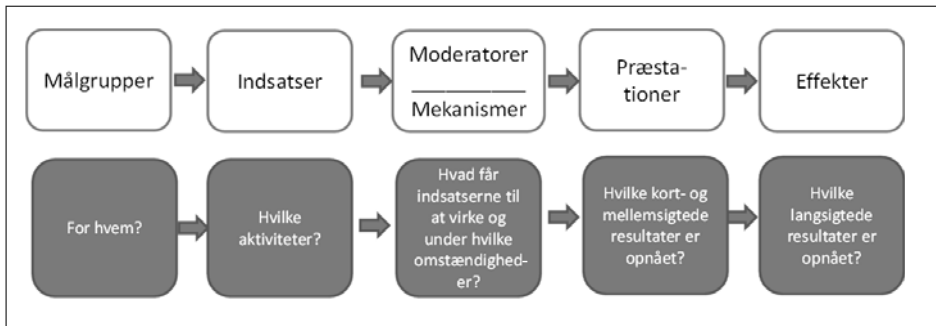 Målgrupper
Indsatser
Moderatorer
__________
Mekanismer
Præsta-
tioner
Effekter
For hvem?
Hvilke
aktiviteter?
Hvad får
indsatserne til
at virke og
under hvilke
omstændighed-
er?
Hvilke kort- og
mellemsigtede
resultater er
opnået?
Hvilke
langsigtede
resultater er
opnået?